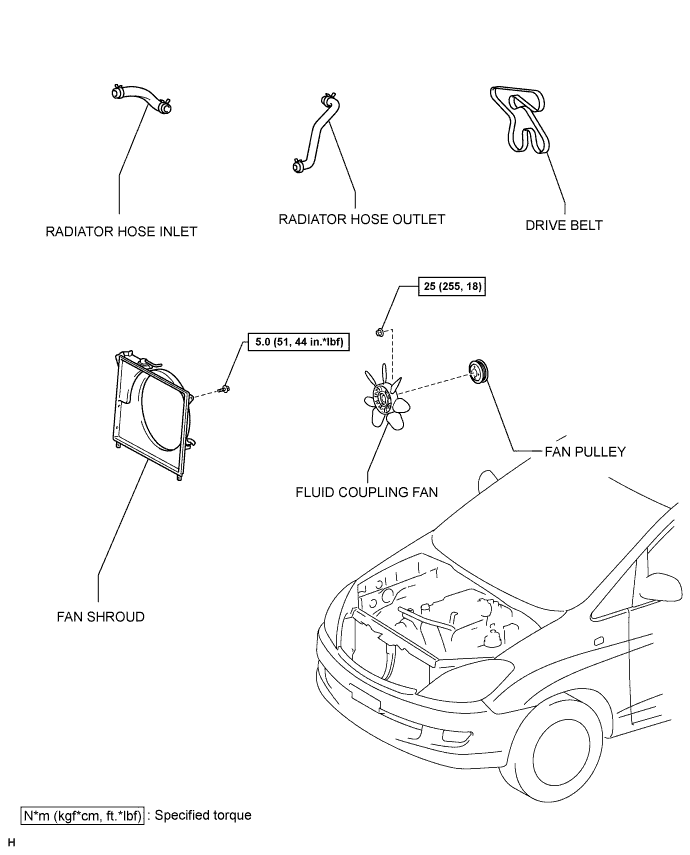 RADIATOR HOSE INLET
RADIATOR HOSE OUTLET
DRIVE BELT
25 (255, 18)
5.0 (51, 44 in.*lbf)
FAN PULLEY
FLUID COUPLING FAN
FAN SHROUD
N*m (kgf*cm, ft.*lbf) : Specified torque
H